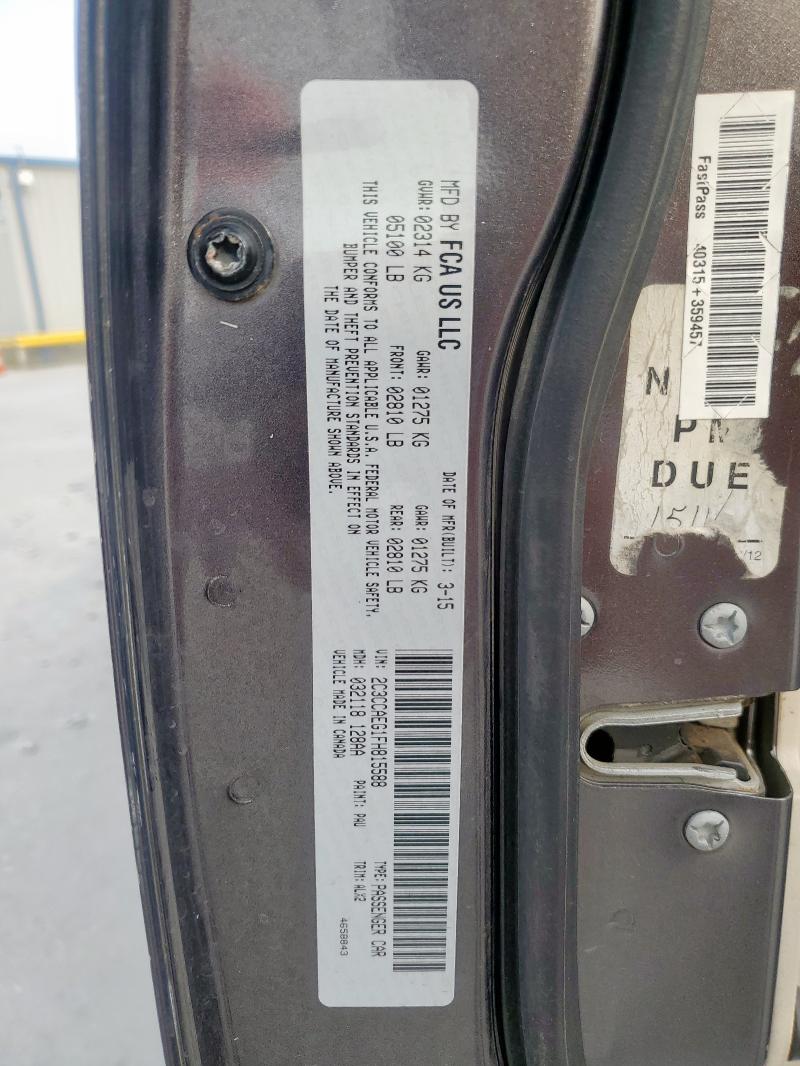 MFD BY FCA US LLC
DATE OF MFR(BUILT): 3-15
GVWR: 02314 KG
GAWR: 01275 KG
GAWR: 01275 KG
05100 LB
FRONT: 02810 LB
REAR: 02810 LB
THIS VEHICLE CONFORMS TO ALL APPLICABLE U.S.A. FEDERAL MOTOR VEHICLE SAFETY,
BUMPER AND THEFT PREVENTION STANDARDS IN EFFECT ON
THE DATE OF MANUFACTURE SHOWN ABOVE.
VIN: 2C3CCAEG1FH815588
TYPE: PASSENGER CAR
MDH: 032118 128AA
PAINT: PAU
TRIM: ALX2
VEHICLE MADE IN CANADA
4658843
FasiPass
40315+359457
N
DUE